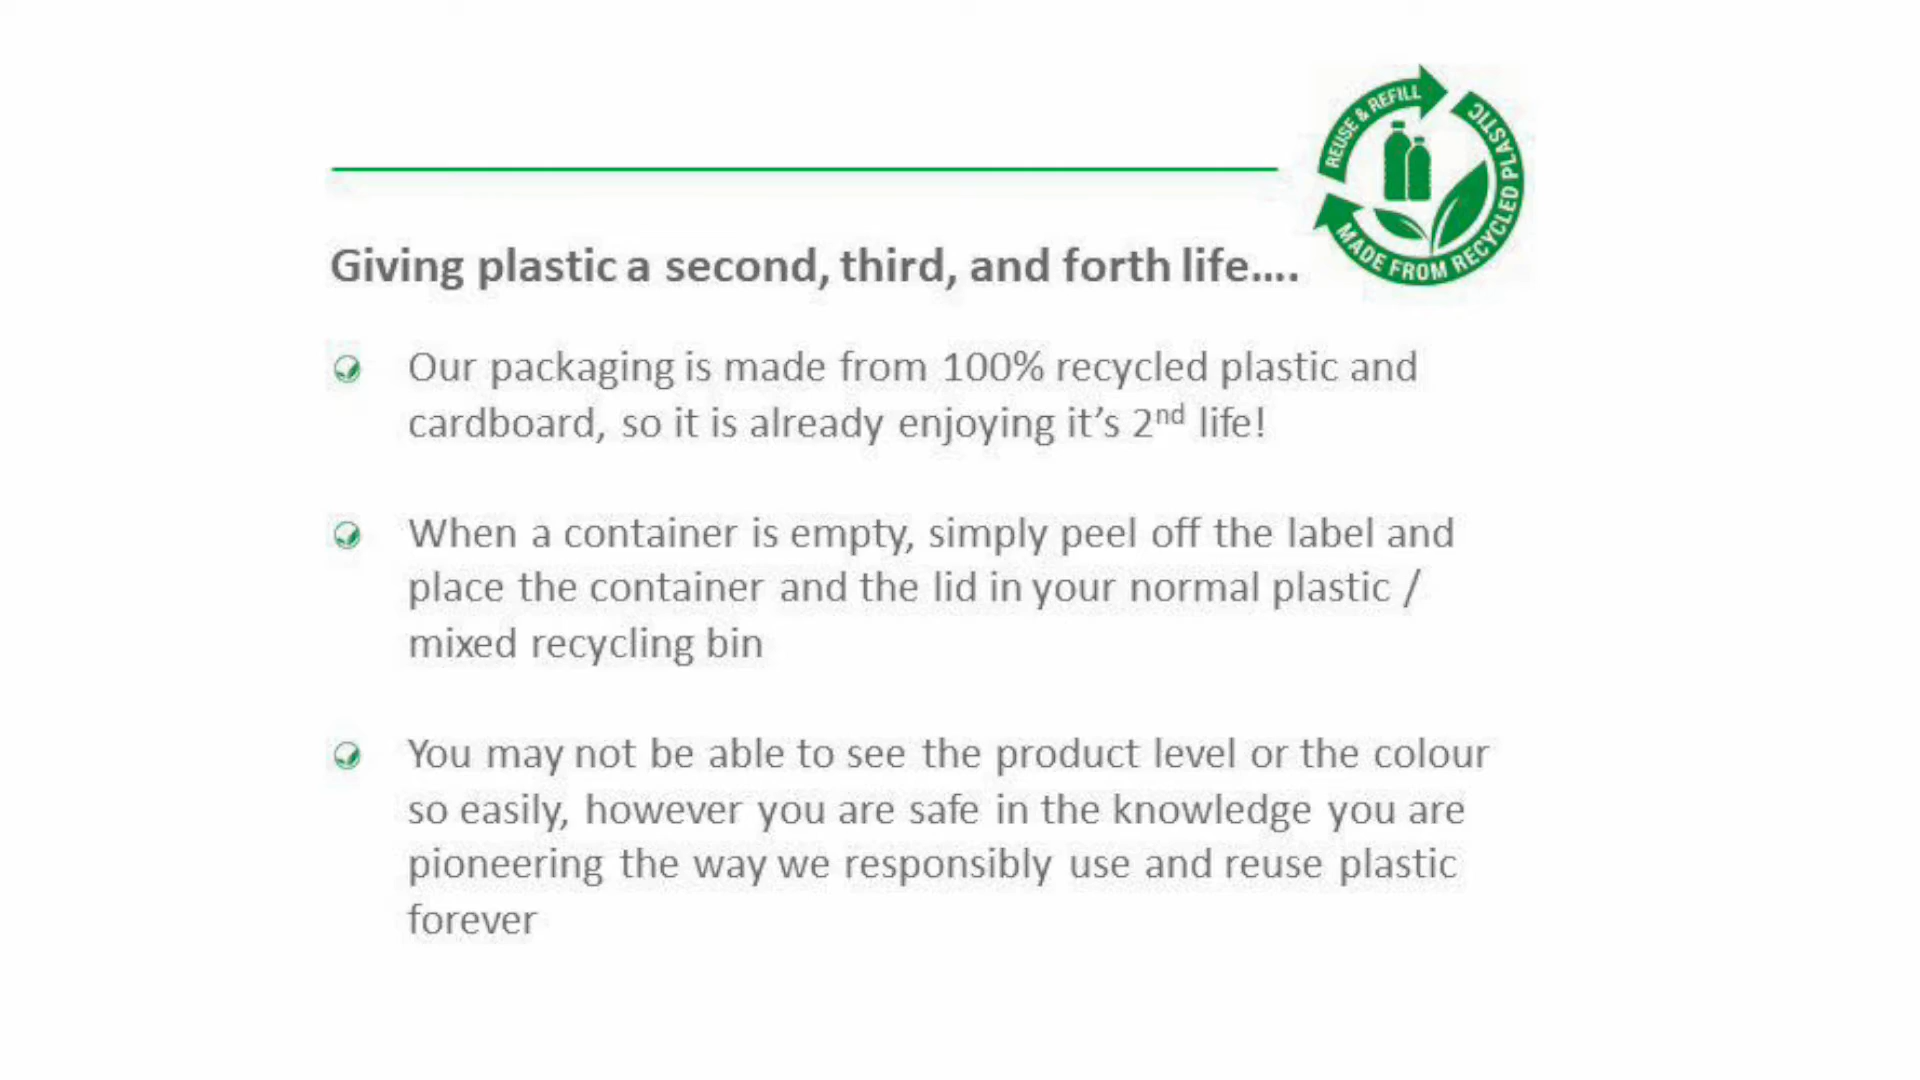 REUSE & REFILL
MADE FROM RECYCLED PLASTIC
Giving plastic a second, third, and forth life....
Our packaging is made from 100% recycled plastic and
cardboard, so it is already enjoying it’s 2nd life!
When a container is empty, simply peel off the label and
place the container and the lid in your normal plastic /
mixed recycling bin
You may not be able to see the product level or the colour
so easily, however you are safe in the knowledge you are
pioneering the way we responsibly use and reuse plastic
forever